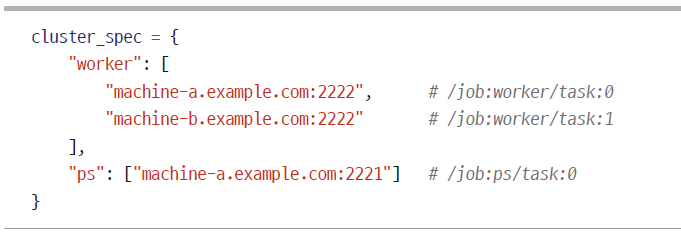 cluster_spec = {
    "worker": [
        "machine-a.example.com:2222",     # /job:worker/task:0
        "machine-b.example.com:2222"      # /job:worker/task:1
    ],
    "ps": ["machine-a.example.com:2221"]  # /job:ps/task:0
}